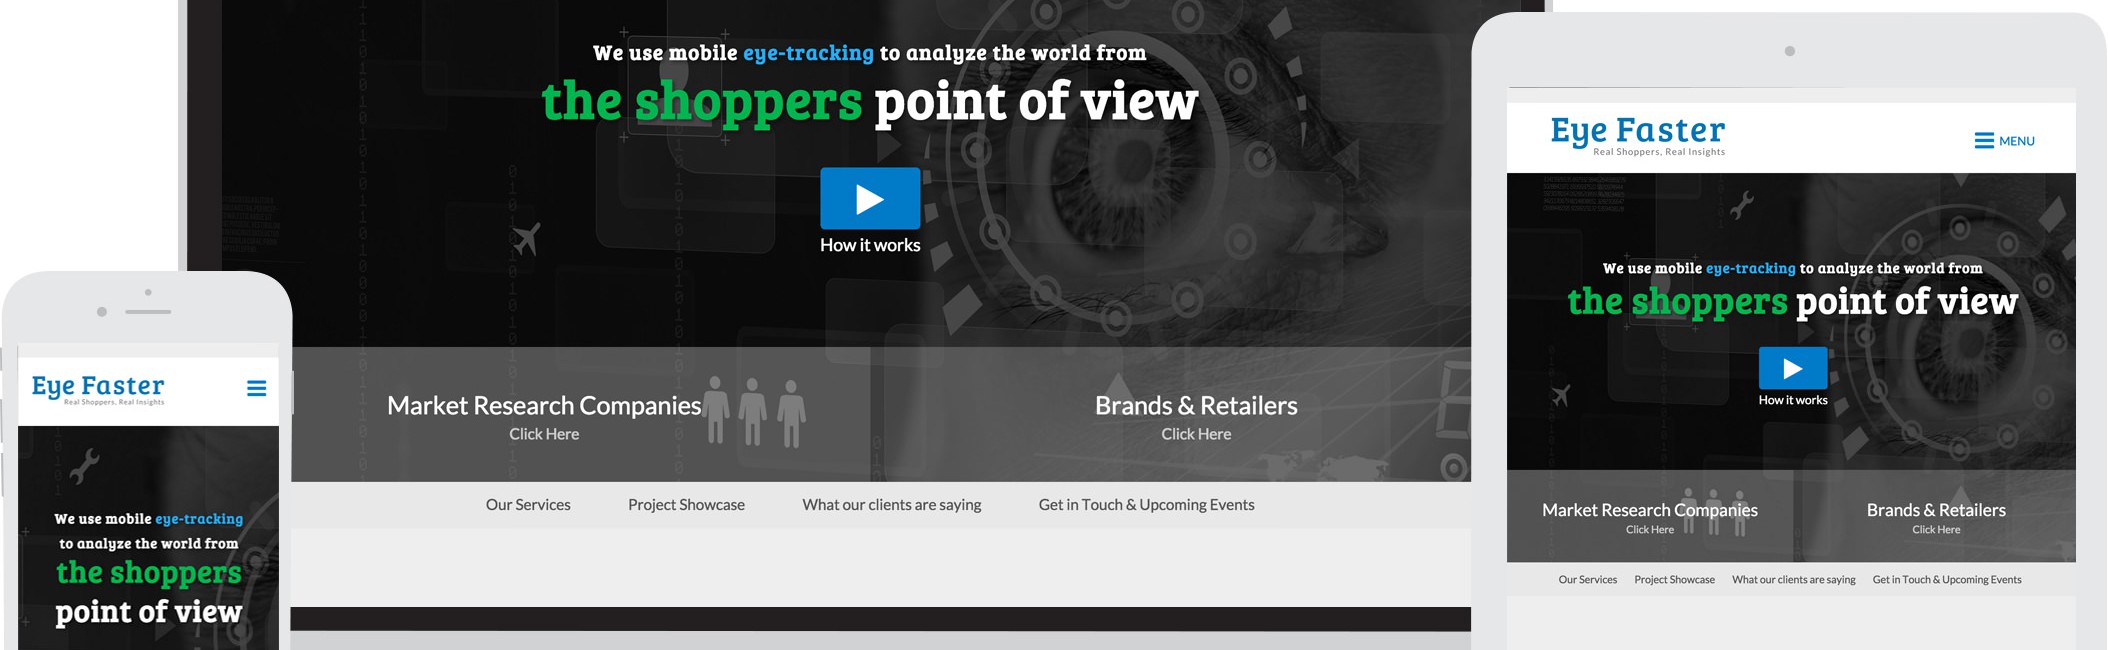 We use mobile eye-tracking to analyze the world from
the shoppers point of view
How it works
Market Research Companies
Click Here
Brands & Retailers
Click Here
Our Services Project Showcase What our clients are saying Get in Touch & Upcoming Events
Eye Faster
Real Shoppers, Real Insights
We use mobile eye-tracking
to analyze the world from
the shoppers
point of view
Eye Faster
Real Shoppers, Real Insights
MENU
We use mobile eye-tracking to analyze the world from
the shoppers point of view
How it works
Market Research Companies
Click Here
Brands & Retailers
Click Here
Our Services Project Showcase What our clients are saying Get in Touch & Upcoming Events